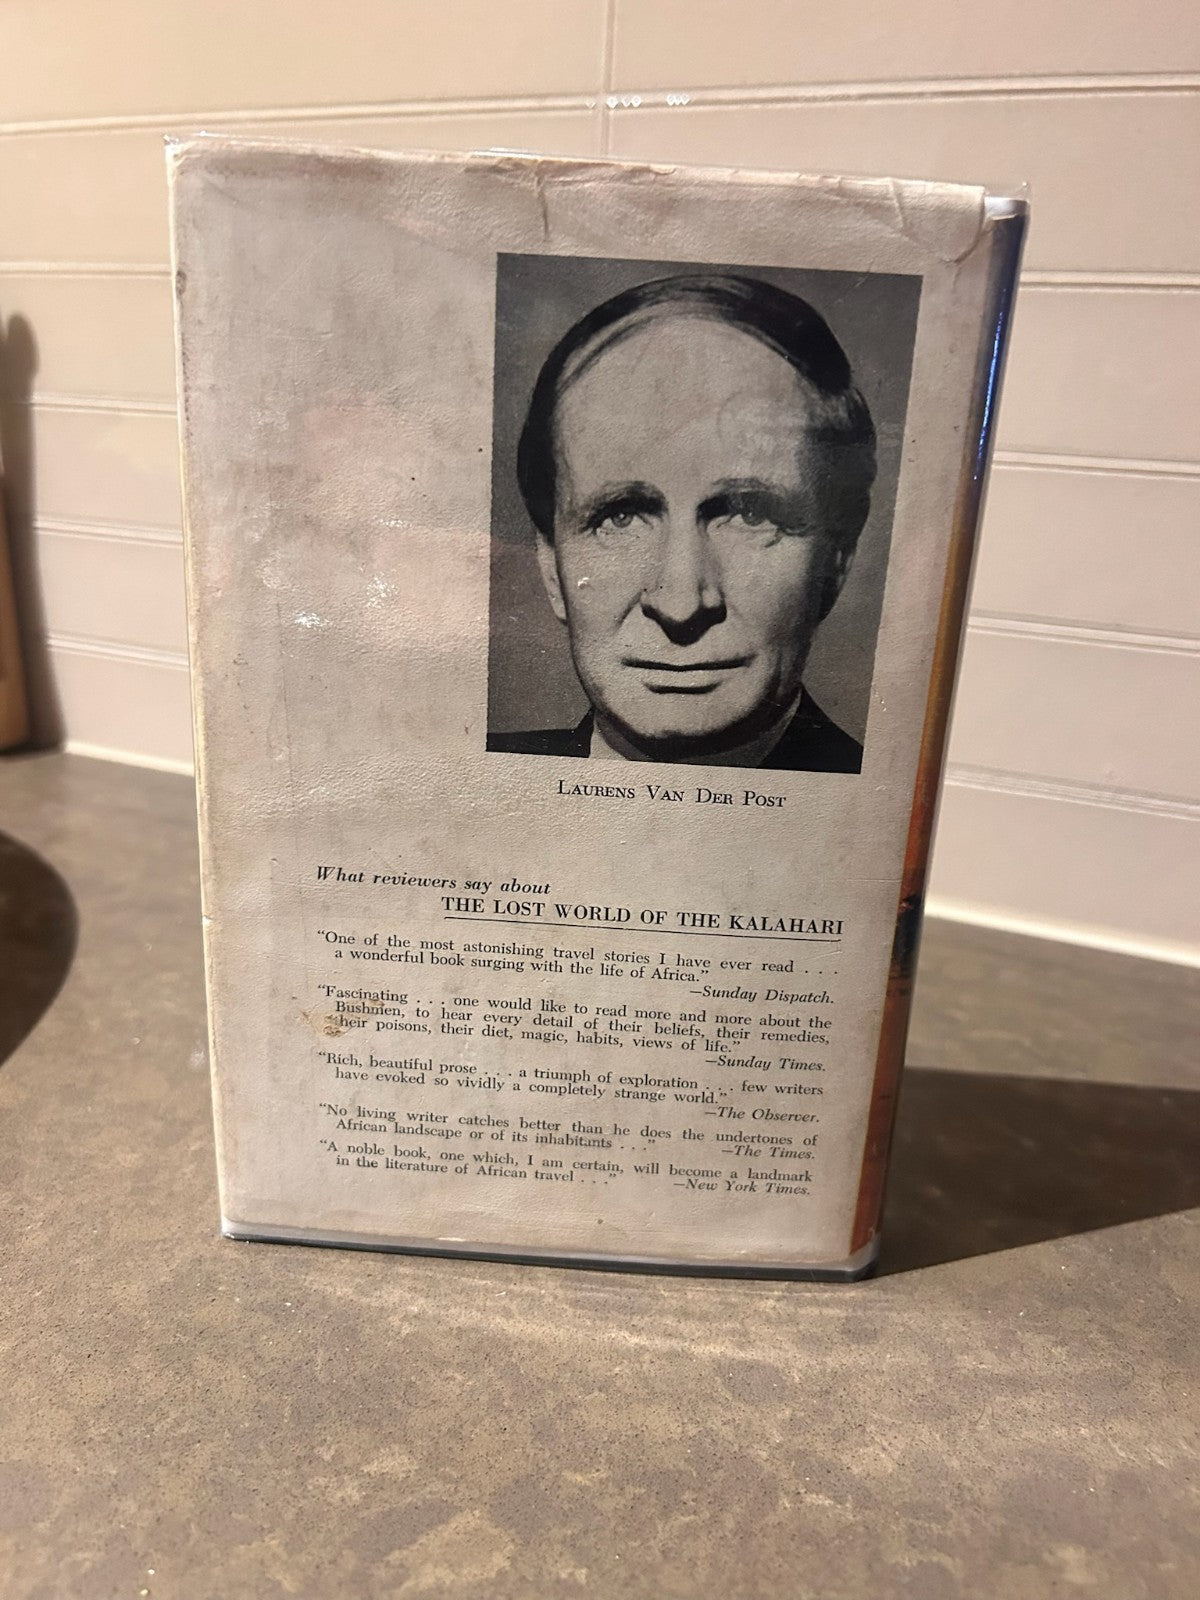 LAURENS VAN DER POST
What reviewers say about
THE LOST WORLD OF THE KALAHARI
“One of the most astonishing travel stories I have ever read . . .
a wonderful book surging with the life of Africa.”
—Sunday Dispatch.
“Fascinating . . . one would like to read more and more about the
Bushmen, to hear every detail of their beliefs, their remedies,
their poisons, their diet, magic, habits, views of life.”
—Sunday Times.
“Rich, beautiful prose . . . a triumph of exploration . . . few writers
have evoked so vividly a completely strange world.”
—The Observer.
“No living writer catches better than he does the undertones of
African landscape or of its inhabitants . . .” —The Times.
“A noble book, one which, I am certain, will become a landmark
in the literature of African travel . . .” —New York Times.